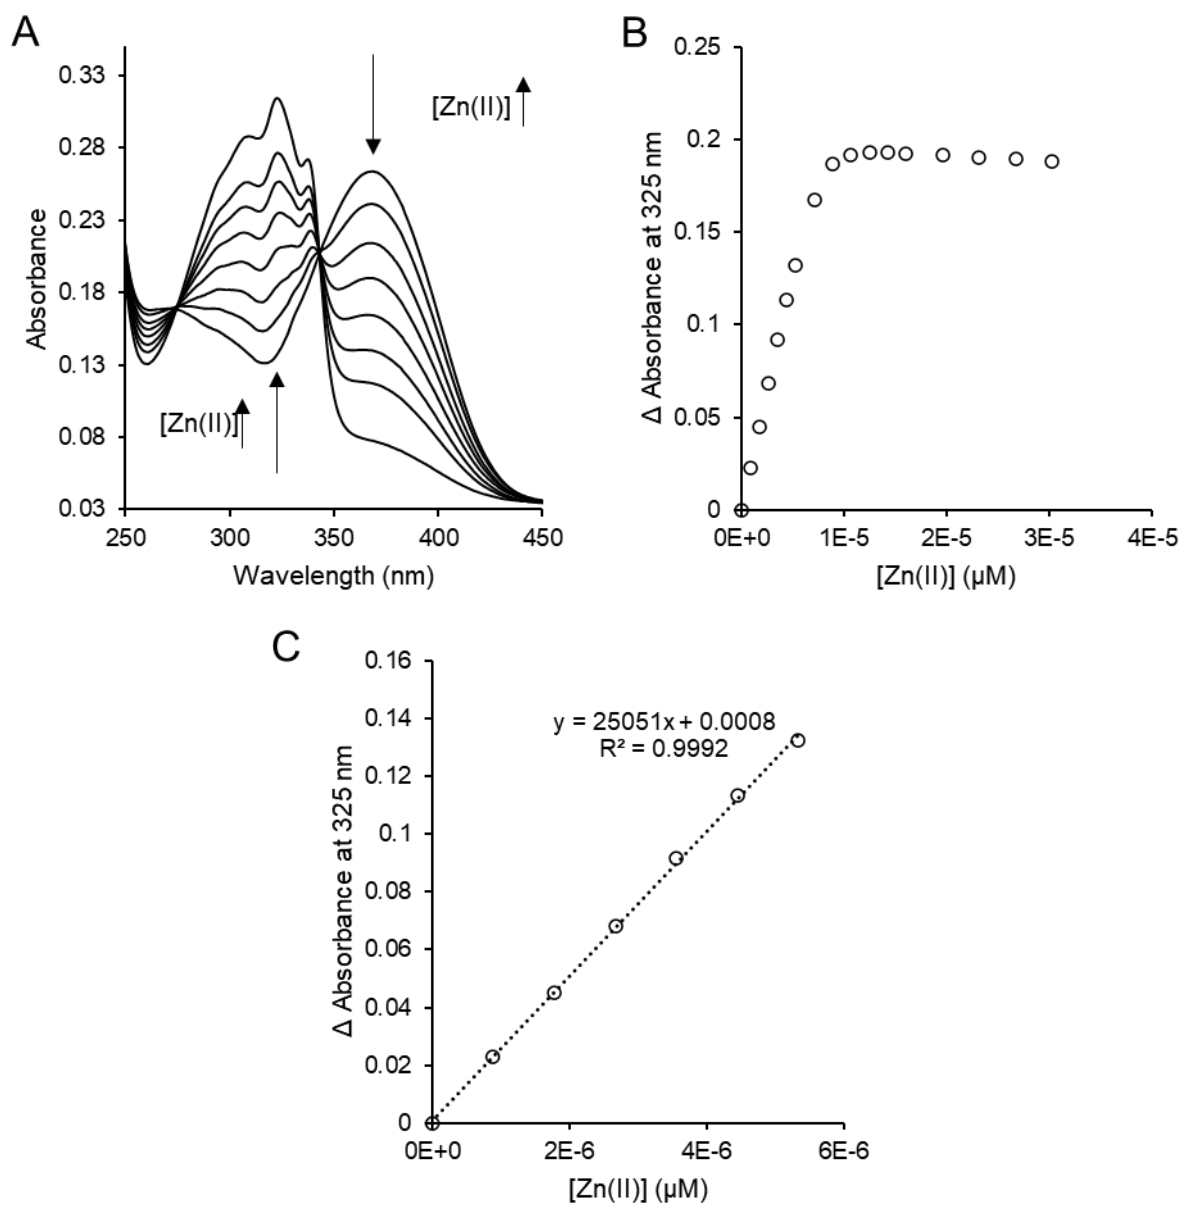 A
0.33
0.28
0.23
0.18
0.13
0.08
0.03
Absorbance
[Zn(II)]
[Zn(II)]
250 300 350 400 450
Wavelength (nm)
B
0.25
0.2
0.15
0.1
0.05
0
Δ Absorbance at 325 nm
0E+0 1E-5 2E-5 3E-5 4E-5
[Zn(II)] (μM)
C
0.16
0.14
0.12
0.1
0.08
0.06
0.04
0.02
0
Δ Absorbance at 325 nm
y = 25051x + 0.0008
R² = 0.9992
0E+0 2E-6 4E-6 6E-6
[Zn(II)] (μM)